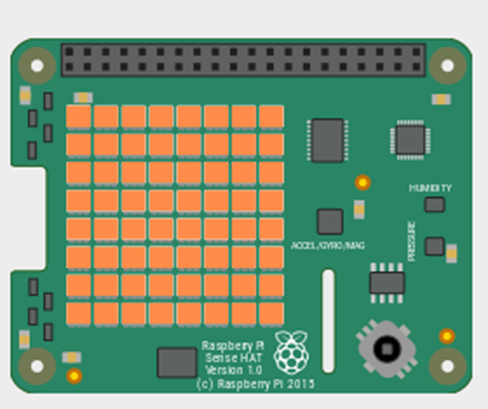 HUMIDITY
PRESSURE
ACCEL/GYRO/MAG
Raspberry Pi
Sense HAT
Version 1.0
(c) Raspberry Pi 2015